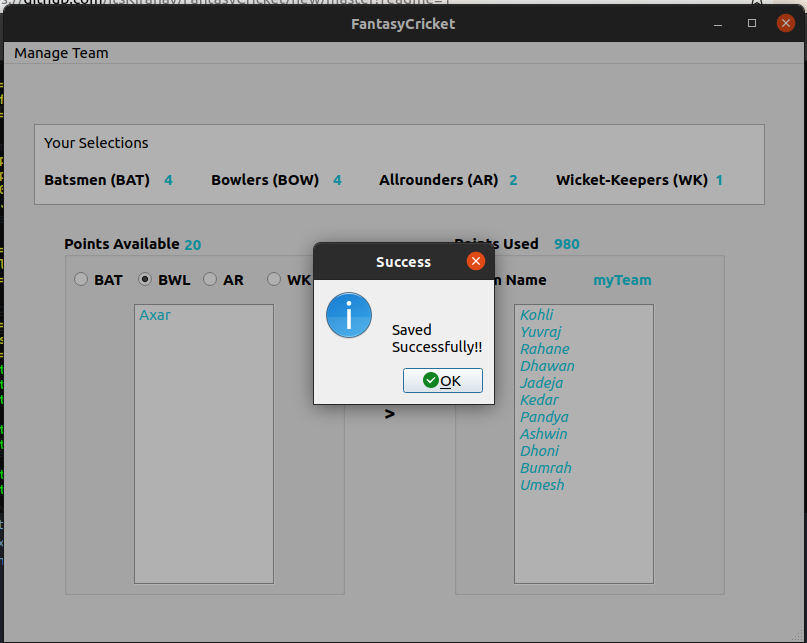 FantasyCricket
Manage Team
Your Selections
Batsmen (BAT) 4 Bowlers (BOW) 4 Allrounders (AR) 2 Wicket-Keepers (WK) 1
Points Available 20 Points Used 980
BAT BWL AR WK Name myTeam
Success
Saved
Successfully!!
OK
>
Axar
Kohli
Yuvraj
Rahane
Dhawan
Jadeja
Kedar
Pandya
Ashwin
Dhoni
Bumrah
Umesh